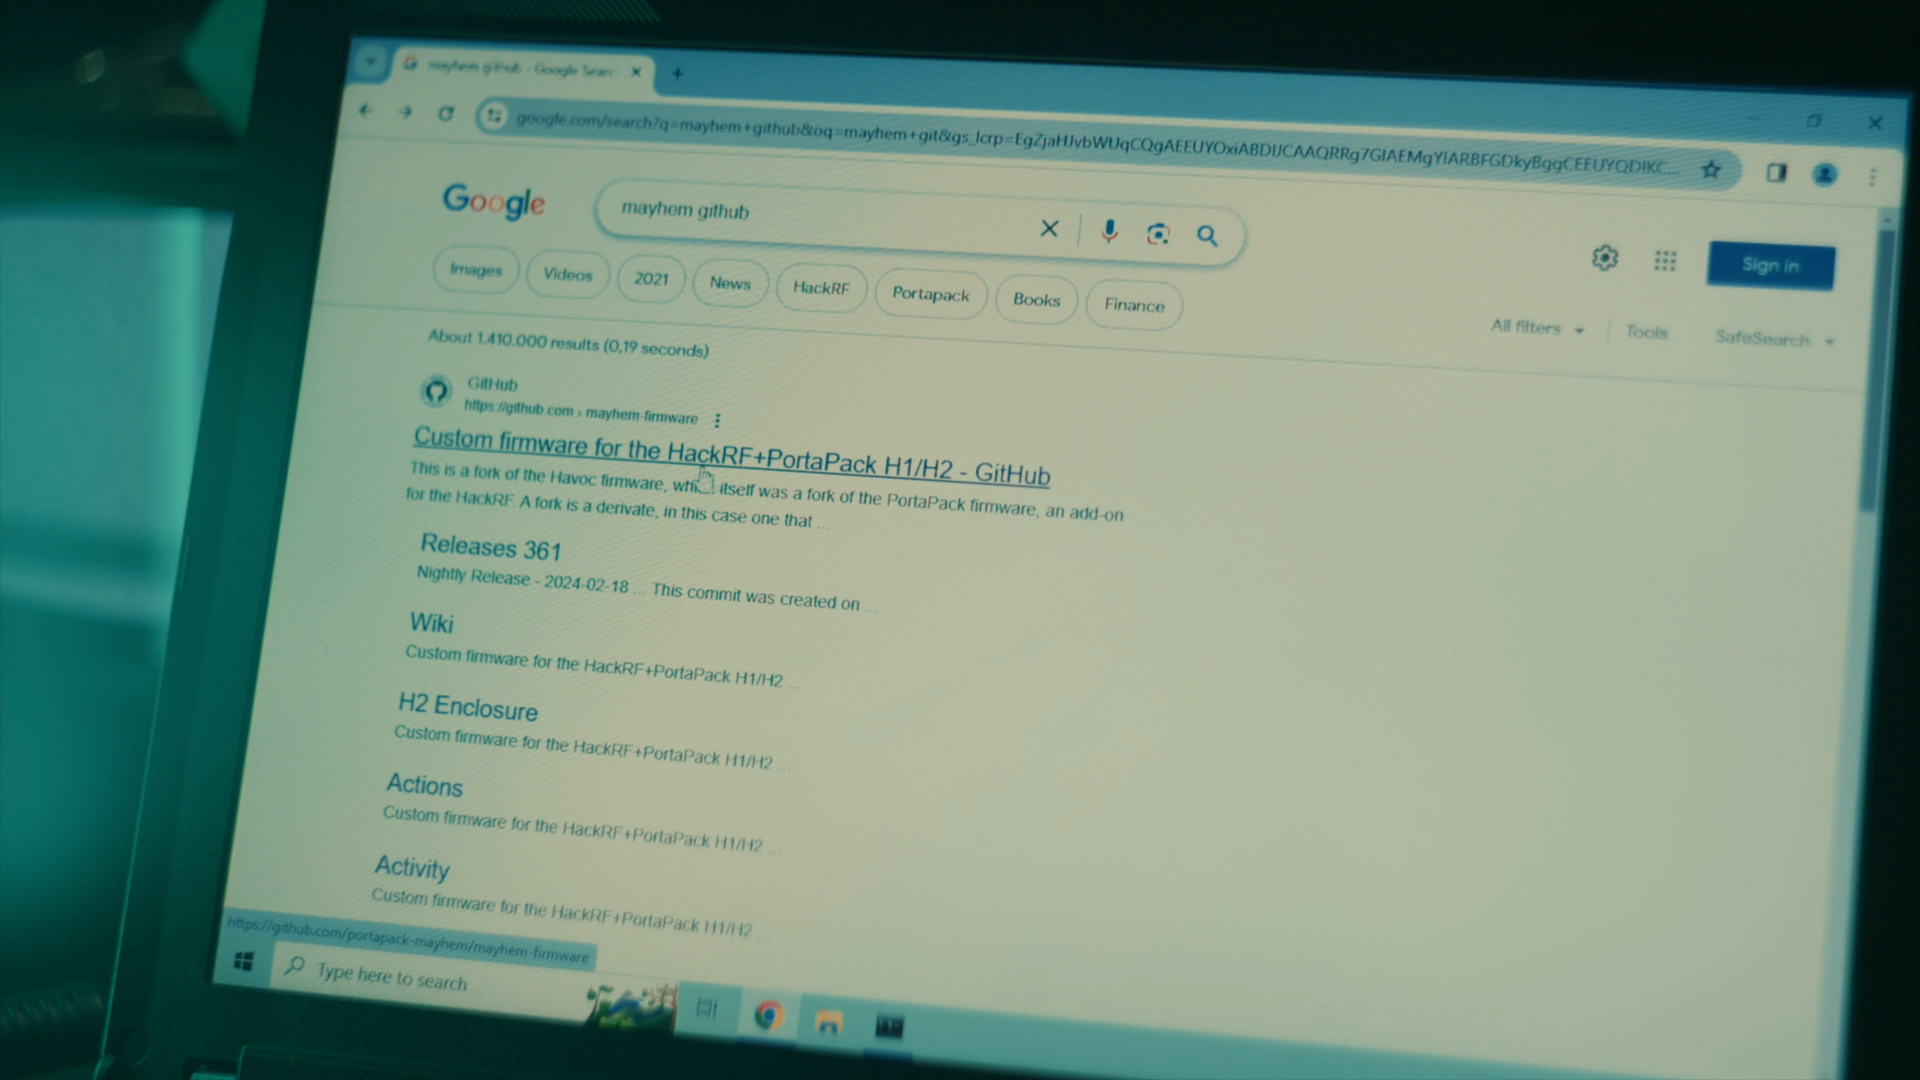 mayhem github - Google Searc
google.com/search?q=mayhem+github&oq=mayhem+git&gs_lcrp=
Google
mayhem github
Sign in
Images Videos 2021 News HackRF Portapack Books Finance
All filters Tools SafeSearch
About 1.410.000 results (0,19 seconds)
GitHub
https://github.com › mayhem-firmware
Custom firmware for the HackRF+PortaPack H1/H2 - GitHub
This is a fork of the Havoc firmware, itself was a fork of the PortaPack firmware, an add-on
for the HackRF. A fork is a derivate, in this case one that ...
Releases 361
Nightly Release - 2024-02-18 ... This commit was created on ...
Wiki
Custom firmware for the HackRF+PortaPack H1/H2 ...
H2 Enclosure
Custom firmware for the HackRF+PortaPack H1/H2 ...
Actions
Custom firmware for the HackRF+PortaPack H1/H2 ...
Activity
Custom firmware for the HackRF+PortaPack H1/H2 ...
https://github.com/portapack-mayhem/mayhem-firmware
Type here to search